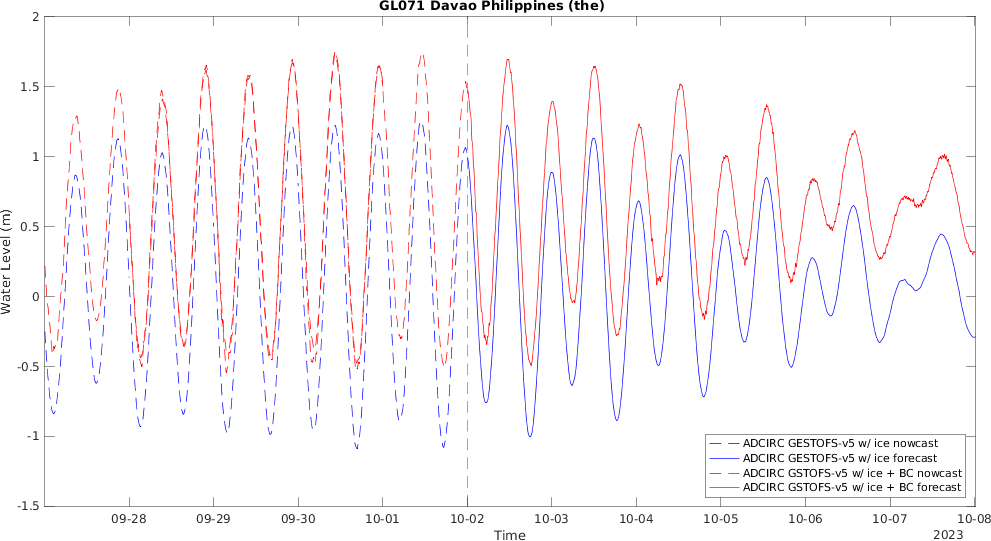 GL071 Davao Philippines (the)
Water Level (m)
2
1.5
1
0.5
0
-0.5
-1
-1.5
ADCIRC GESTOFS-v5 w/ ice nowcast
ADCIRC GESTOFS-v5 w/ ice forecast
ADCIRC GSTOFS-v5 w/ ice + BC nowcast
ADCIRC GSTOFS-v5 w/ ice + BC forecast
09-28 09-29 09-30 10-01 10-02 10-03 10-04 10-05 10-06 10-07 10-08
Time
2023